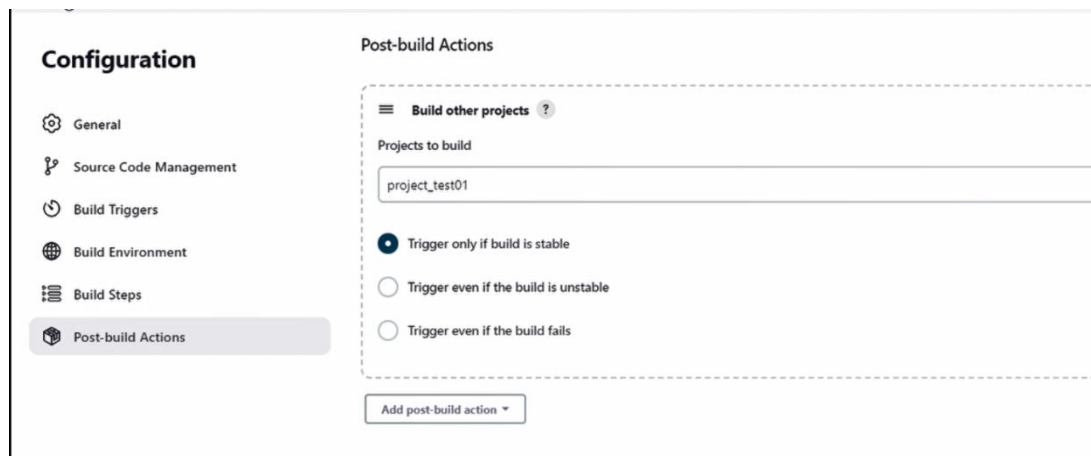 Configuration
General
Source Code Management
Build Triggers
Build Environment
Build Steps
Post-build Actions
Post-build Actions
Build other projects ?
Projects to build
project_test01
Trigger only if build is stable
Trigger even if the build is unstable
Trigger even if the build fails
Add post-build action